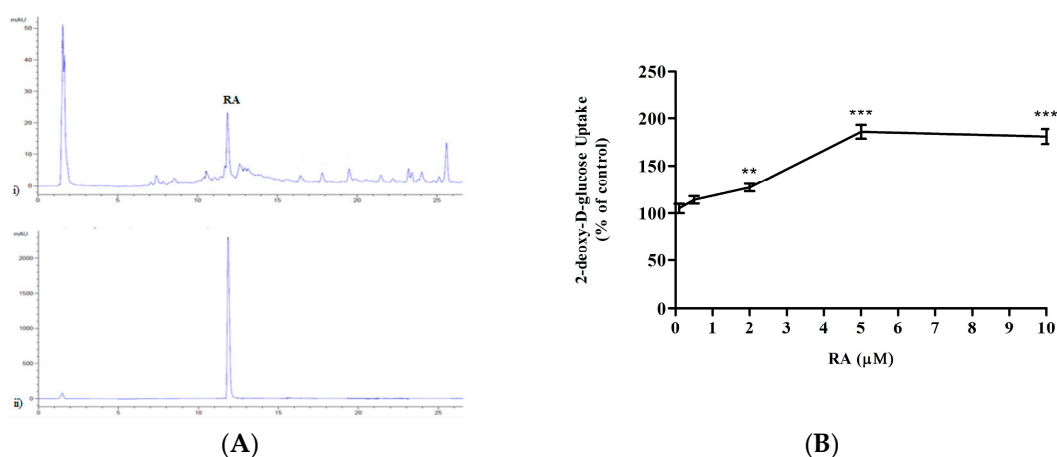 mAU
50
40
30
20
10
0
RA
i)
0
5
10
15
20
25
mAU
2000
1500
1000
500
0
ii)
0
5
10
15
20
25
(A)
2-deoxy-D-glucose Uptake
(% of control)
250
200
150
100
50
0
**
***
***
0 1 2 3 4 5 6 7 8 9 10
RA (μM)
(B)